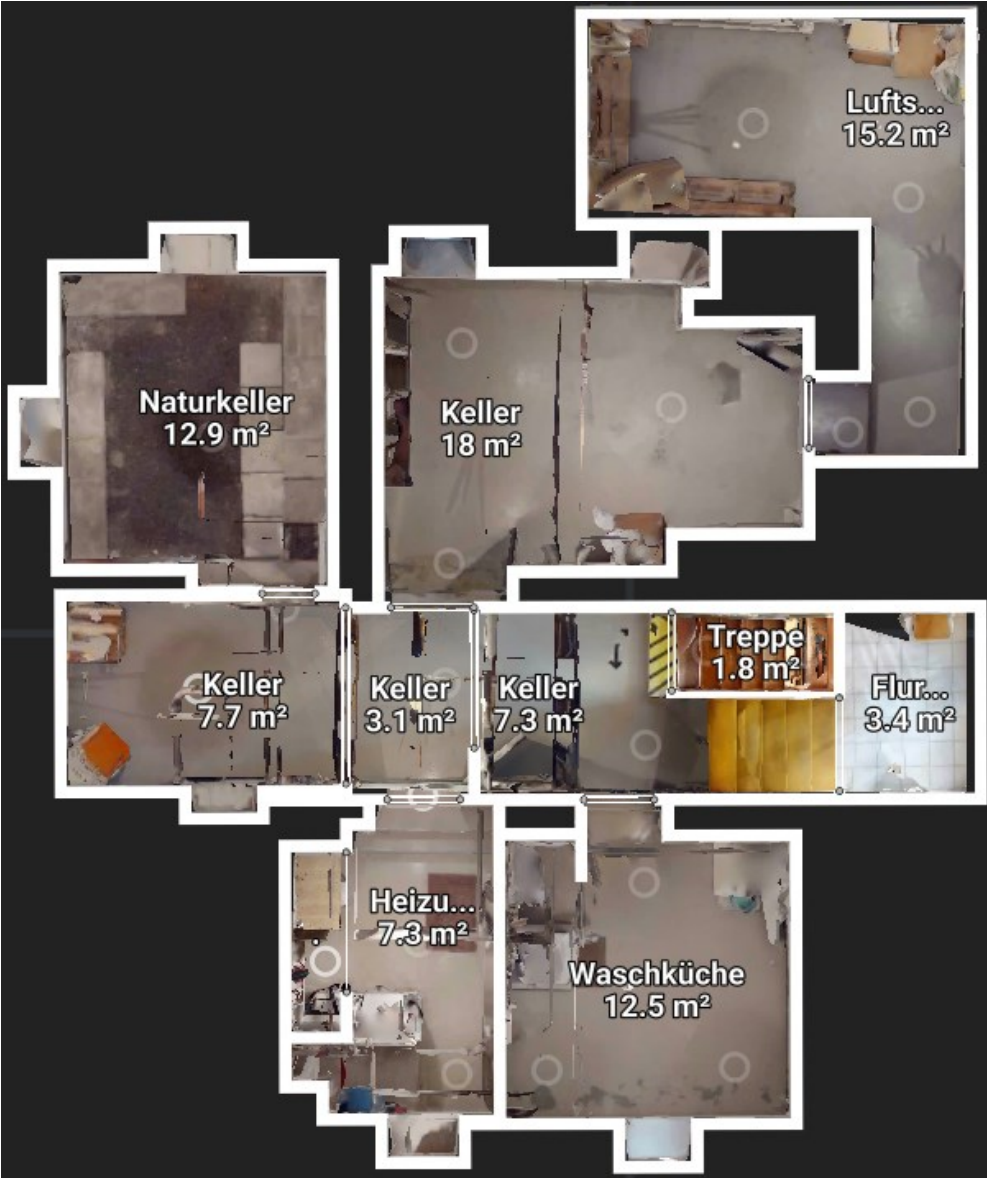 Lufts...
15.2 m²
Naturkeller
12.9 m²
Keller
18 m²
Treppe
1.8 m²
Keller
7.7 m²
Keller
3.1 m²
Keller
7.3 m²
Flur...
3.4 m²
Heizu...
7.3 m²
Waschküche
12.5 m²